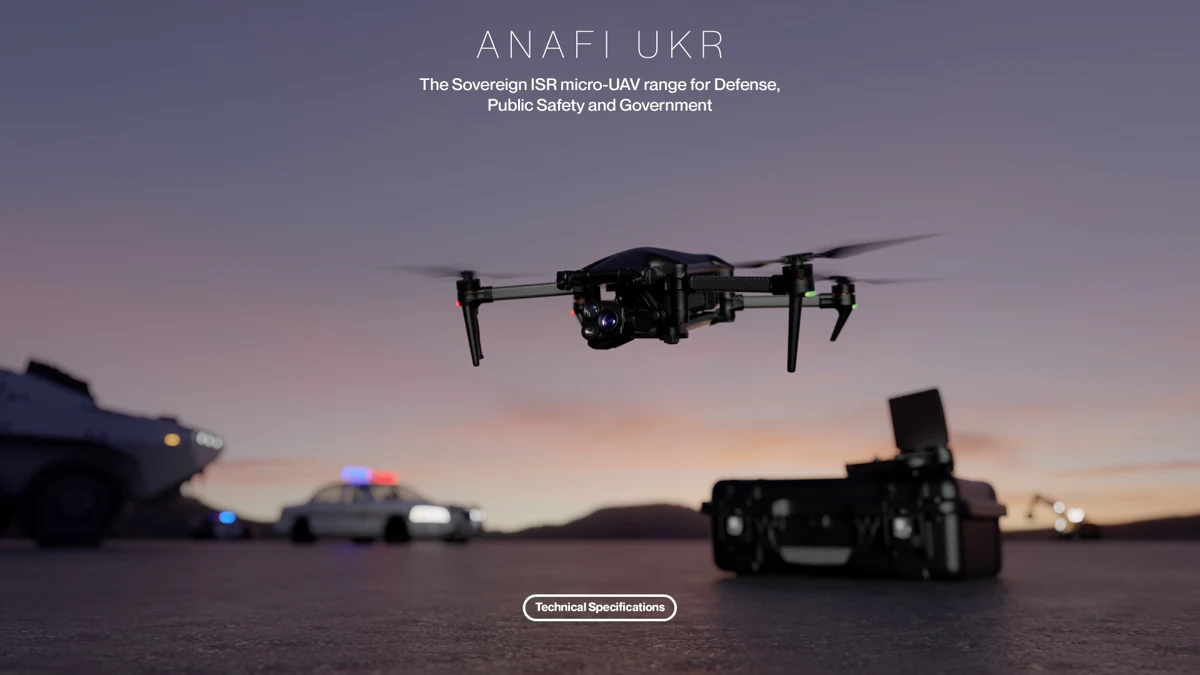 ANAFI UKR
The Sovereign ISR micro-UAV range for Defense,
Public Safety and Government
Technical Specifications